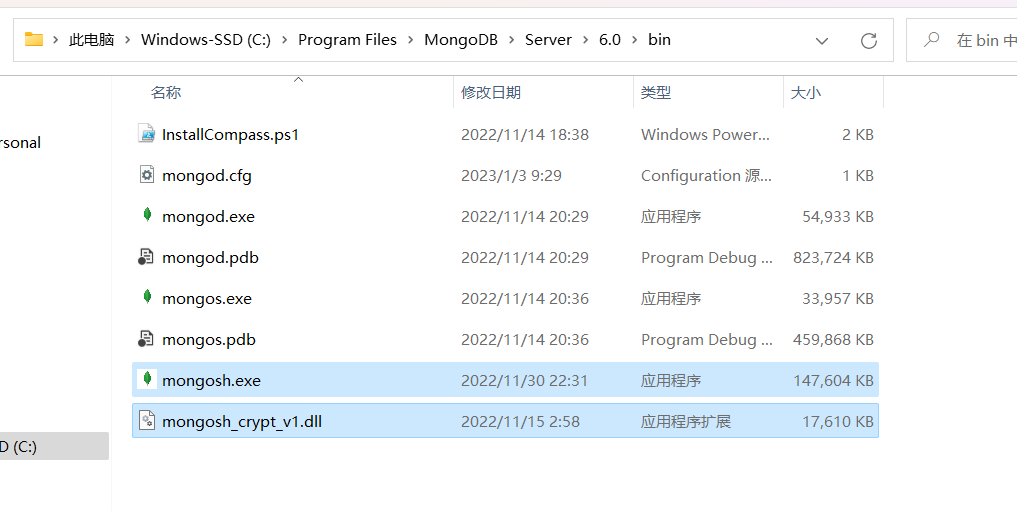 此电脑 > Windows-SSD (C:) > Program Files > MongoDB > Server > 6.0 > bin
在 bin 中
名称 修改日期 类型 大小
InstallCompass.ps1 2022/11/14 18:38 Windows Power... 2 KB
rsonal
mongod.cfg 2023/1/3 9:29 Configuration 源... 1 KB
mongod.exe 2022/11/14 20:29 应用程序 54,933 KB
mongod.pdb 2022/11/14 20:29 Program Debug ... 823,724 KB
mongos.exe 2022/11/14 20:36 应用程序 33,957 KB
mongos.pdb 2022/11/14 20:36 Program Debug ... 459,868 KB
mongosh.exe 2022/11/30 22:31 应用程序 147,604 KB
mongosh_crypt_v1.dll 2022/11/15 2:58 应用程序扩展 17,610 KB
D (C:)